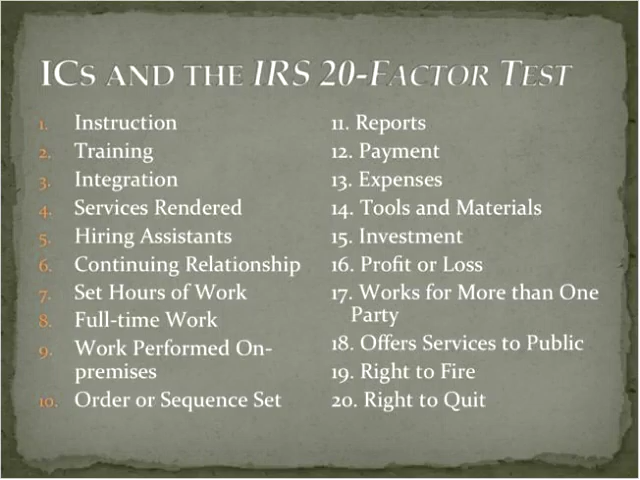 ICs and the IRS 20-Factor Test
1. Instruction
2. Training
3. Integration
4. Services Rendered
5. Hiring Assistants
6. Continuing Relationship
7. Set Hours of Work
8. Full-time Work
9. Work Performed On-
premises
10. Order or Sequence Set
11. Reports
12. Payment
13. Expenses
14. Tools and Materials
15. Investment
16. Profit or Loss
17. Works for More than One
Party
18. Offers Services to Public
19. Right to Fire
20. Right to Quit